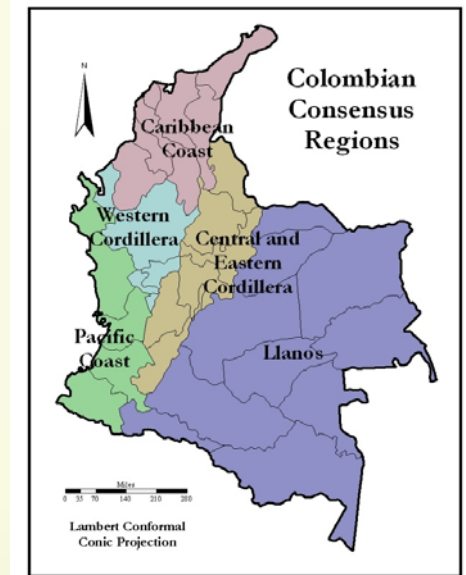 N
Colombian
Consensus
Regions
Caribbean
Coast
Western
Cordillera
Central and
Eastern
Cordillera
Pacific
Coast
Llanos
Miles
0 35 70 140 210 280
Lambert Conformal
Conic Projection